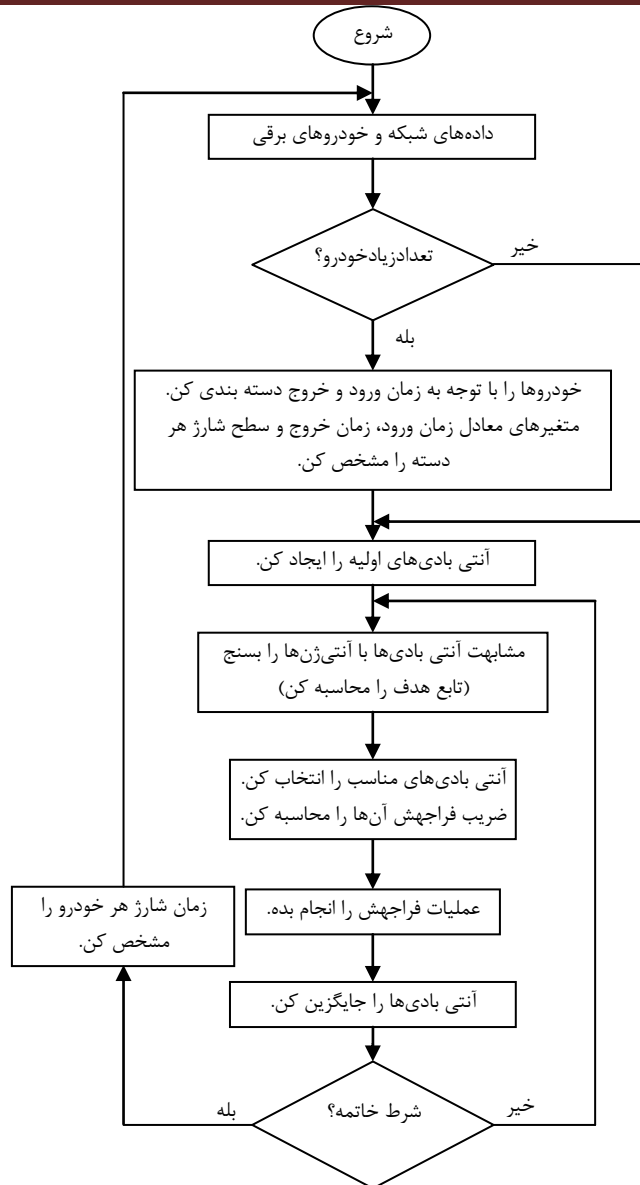 شروع
داده‌های شبکه و خودروهای برقی
تعدادزیادخودرو؟
خیر
بله
خودروها را با توجه به زمان ورود و خروج دسته بندی کن.
متغیرهای معادل زمان ورود، زمان خروج و سطح شارژ هر
دسته را مشخص کن.
آنتی بادی‌های اولیه را ایجاد کن.
مشابهت آنتی بادی‌ها با آنتی‌ژن‌ها را بسنج
(تابع هدف را محاسبه کن)
آنتی بادی‌های مناسب را انتخاب کن.
ضریب فراجهش آن‌ها را محاسبه کن.
عملیات فراجهش را انجام بده.
زمان شارژ هر خودرو را
مشخص کن.
آنتی بادی‌ها را جایگزین کن.
شرط خاتمه؟
خیر
بله